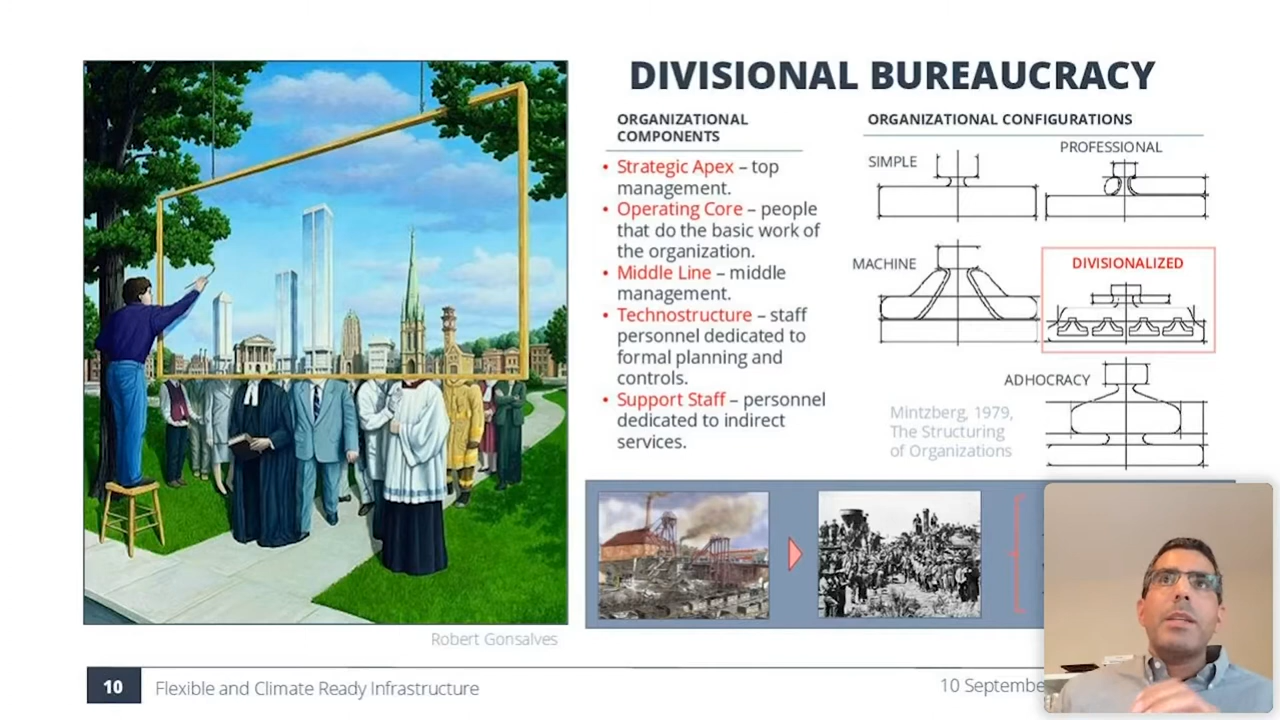 DIVISIONAL BUREAUCRACY
ORGANIZATIONAL
COMPONENTS
• Strategic Apex – top
management.
• Operating Core – people
that do the basic work of
the organization.
• Middle Line – middle
management.
• Technostructure – staff
personnel dedicated to
formal planning and
controls.
• Support Staff – personnel
dedicated to indirect
services.
ORGANIZATIONAL CONFIGURATIONS
SIMPLE
PROFESSIONAL
MACHINE
DIVISIONALIZED
ADHOCRACY
Mintzberg, 1979,
The Structuring
of Organizations
Robert Gonsalves
10
Flexible and Climate Ready Infrastructure
10 Septembe